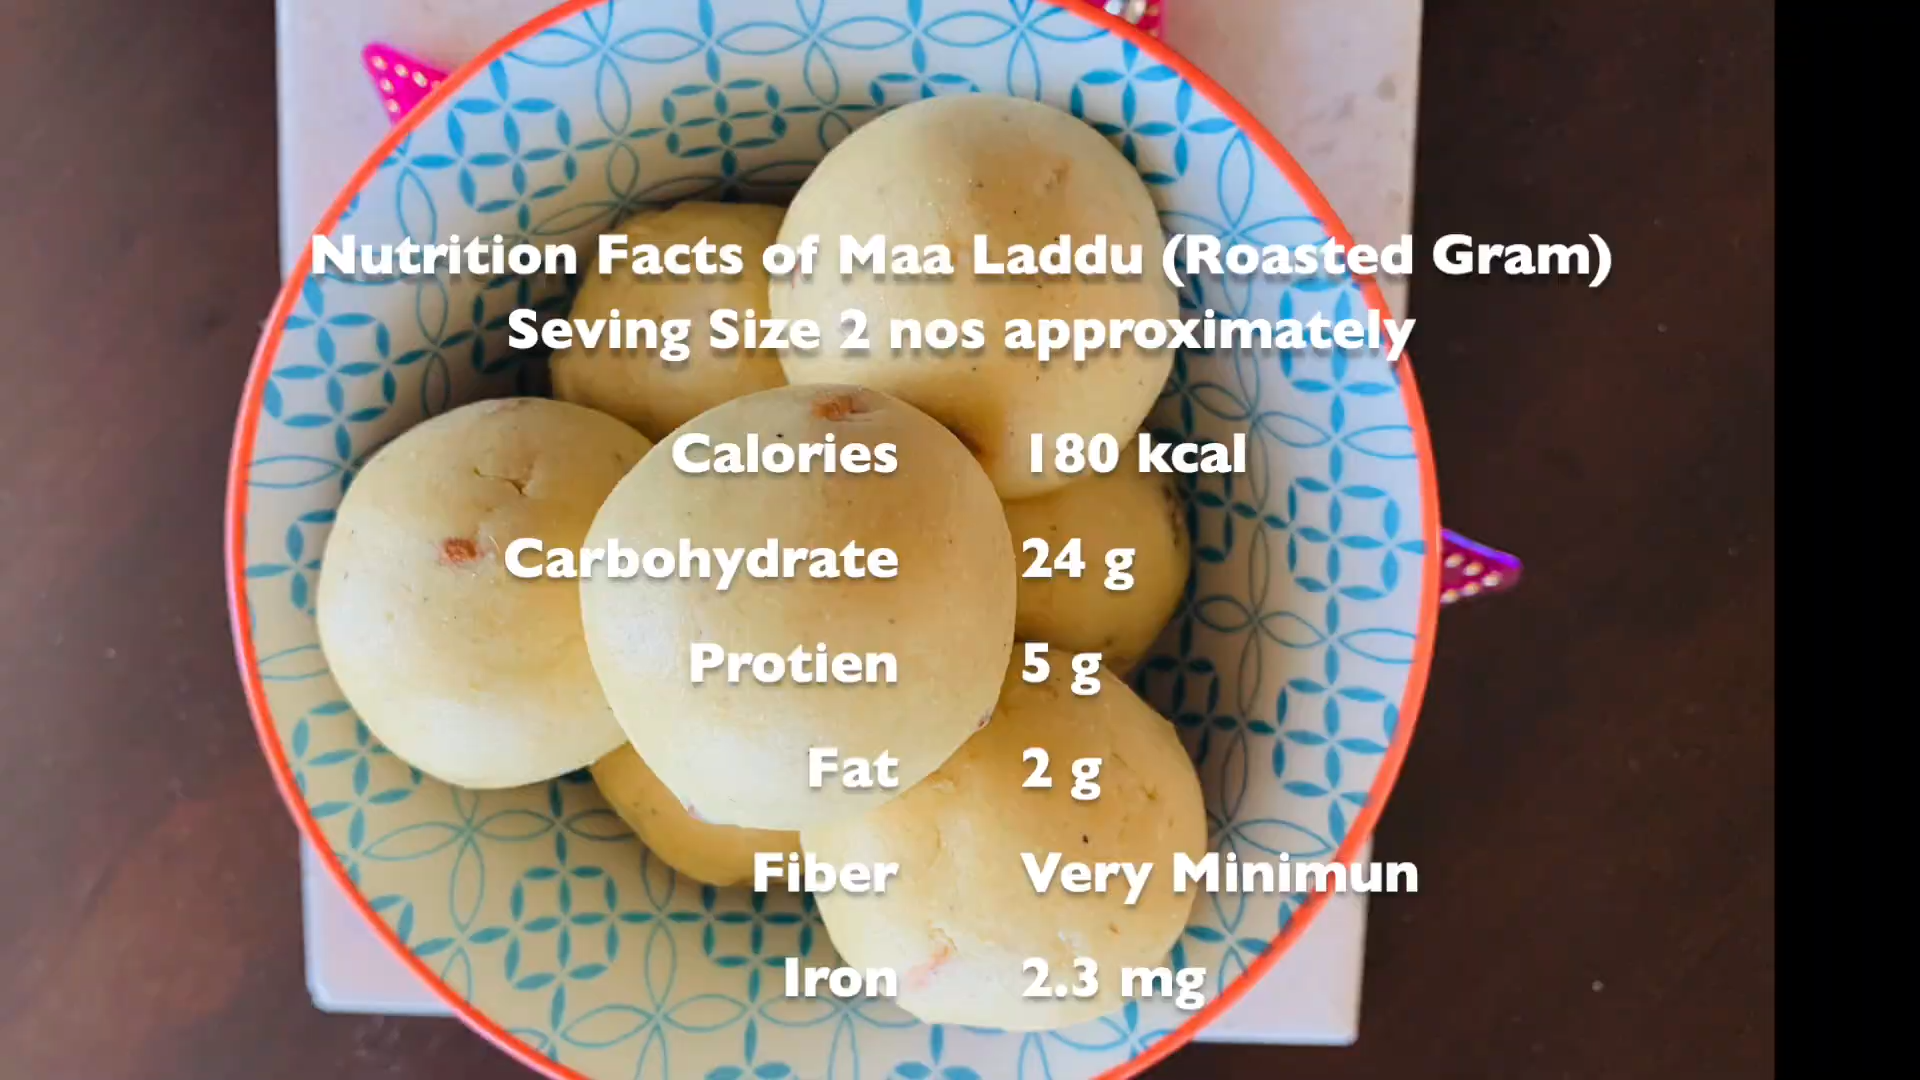 Nutrition Facts of Maa Laddu (Roasted Gram)
Seving Size 2 nos approximately
Calories 180 kcal
Carbohydrate 24 g
Protien 5 g
Fat 2 g
Fiber Very Minimun
Iron 2.3 mg